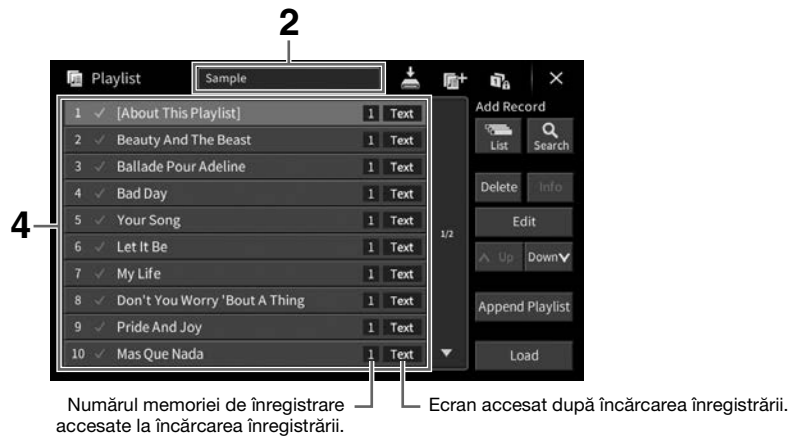 2
Playlist Sample
Add Record
1 [About This Playlist] 1 Text
List Search
2 Beauty And The Beast 1 Text
3 Ballade Pour Adeline 1 Text
Delete Info
4 Bad Day 1 Text
4
5 Your Song 1 Text
Edit
1/2
6 Let It Be 1 Text
Up Down
7 My Life 1 Text
8 Don't You Worry 'Bout A Thing 1 Text
Append Playlist
9 Pride And Joy 1 Text
10 Mas Que Nada 1 Text
Load
Numărul memoriei de înregistrare
accesate la încărcarea înregistrării.
Ecran accesat după încărcarea înregistrării.